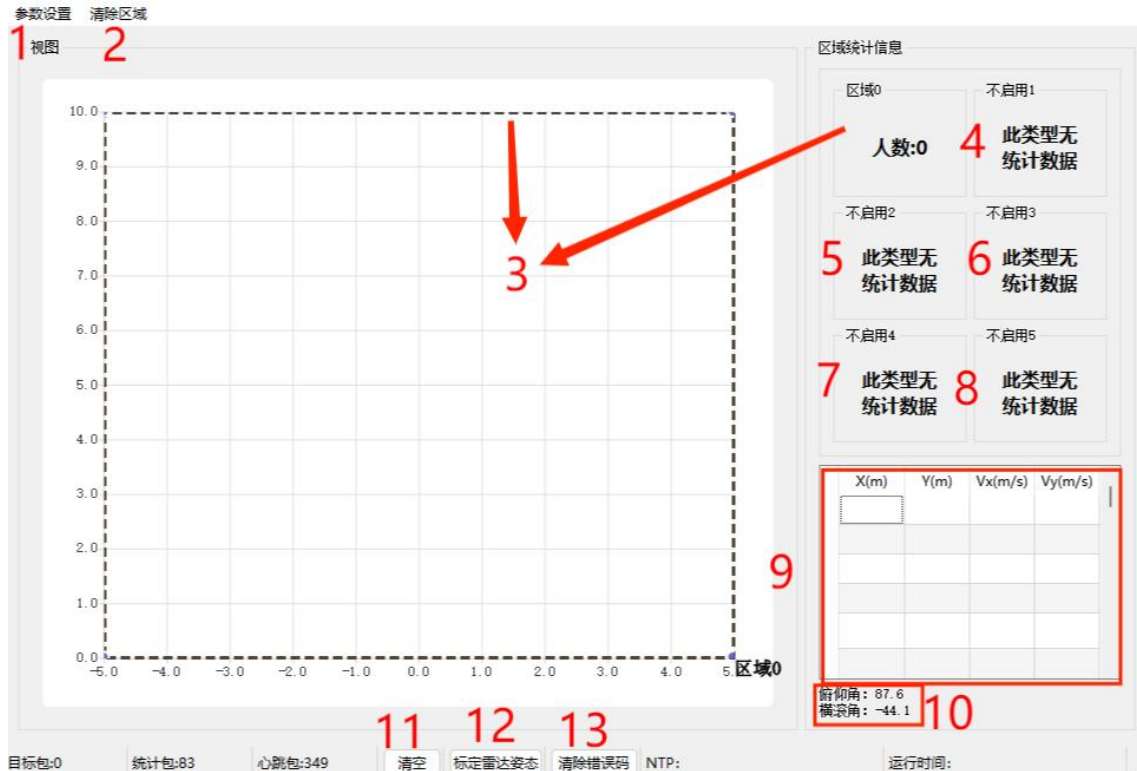 参数设置 清除区域
1 2
视图
区域统计信息
区域0
不启用1
人数:0
4
此类型无
统计数据
不启用2
不启用3
5
此类型无
统计数据
6
此类型无
统计数据
不启用4
不启用5
7
此类型无
统计数据
8
此类型无
统计数据
10.0
9.0
8.0
7.0
6.0
5.0
4.0
3.0
2.0
1.0
0.0
3
-5.0 -4.0 -3.0 -2.0 -1.0 0.0 1.0 2.0 3.0 4.0 5. 区域0
9
X(m) Y(m) Vx(m/s) Vy(m/s)
俯仰角: 87.6
横滚角: -44.1
10
11 12 13
目标包:0 统计包:83 心跳包:349 清空 标定雷达姿态 清除错误码 NTP: 运行时间: